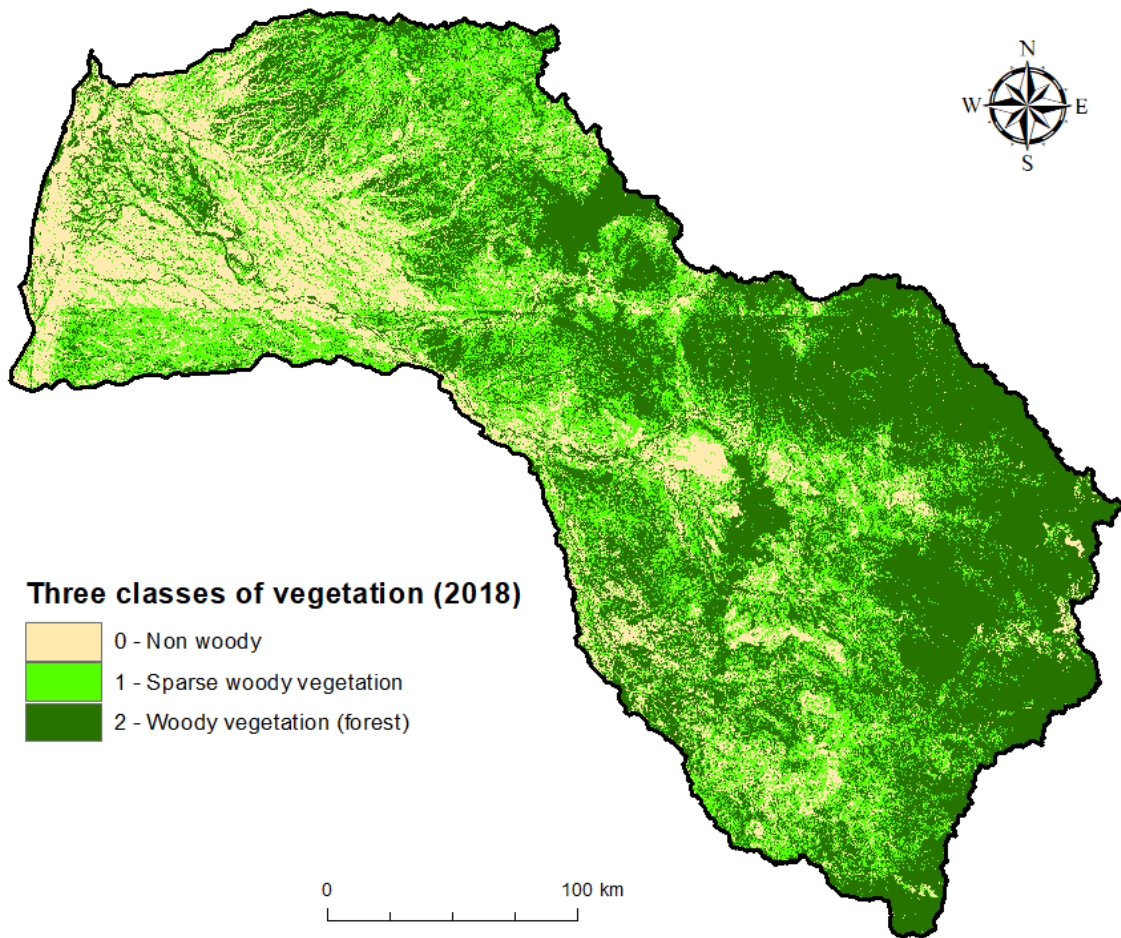 N
W E
S
Three classes of vegetation (2018)
0 - Non woody
1 - Sparse woody vegetation
2 - Woody vegetation (forest)
0 100 km